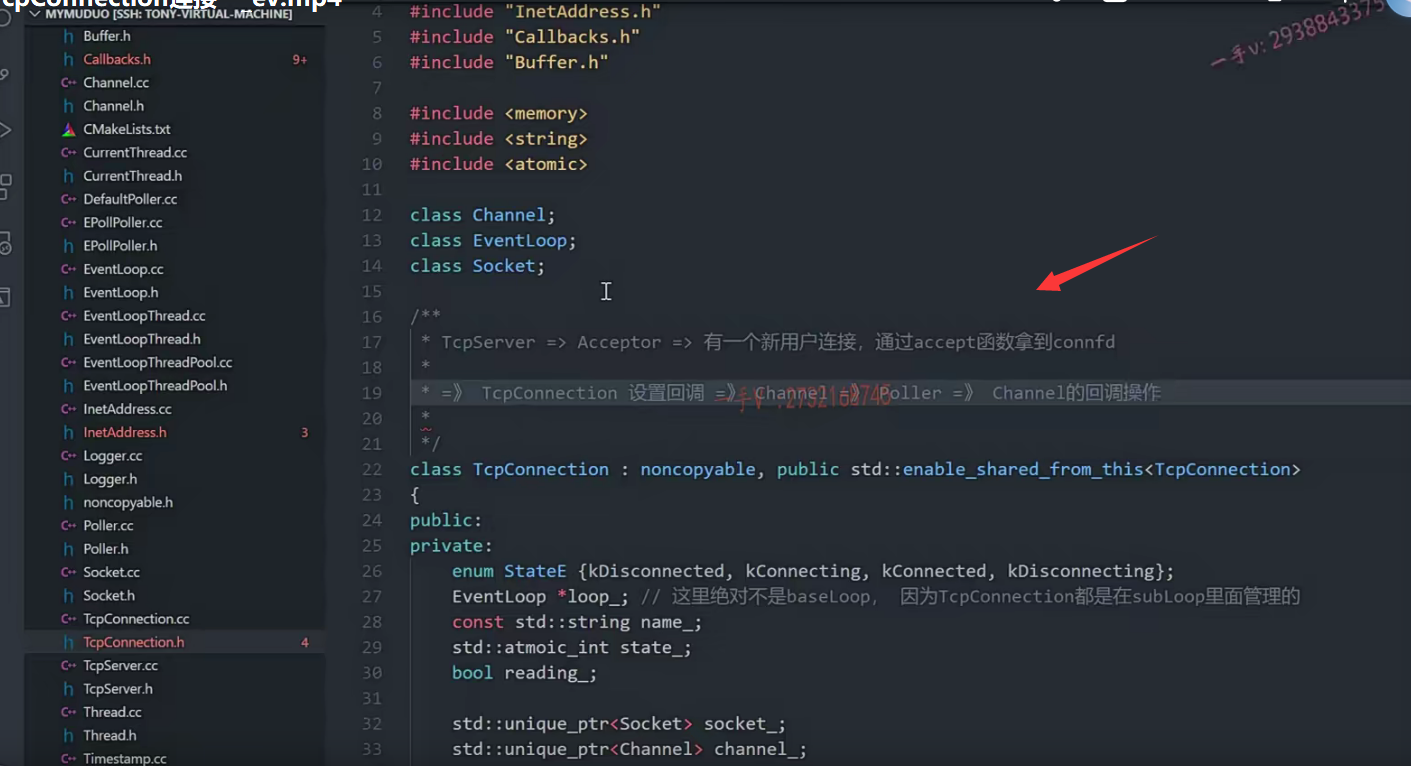 TcpConnection连接 _ev.mp4
MYMUDUO [SSH: TONY-VIRTUAL-MACHINE]
Buffer.h
Callbacks.h 9+
Channel.cc
Channel.h
CMakeLists.txt
CurrentThread.cc
CurrentThread.h
DefaultPoller.cc
EPollPoller.cc
EPollPoller.h
EventLoop.cc
EventLoop.h
EventLoopThread.cc
EventLoopThread.h
EventLoopThreadPool.cc
EventLoopThreadPool.h
InetAddress.cc
InetAddress.h 3
Logger.cc
Logger.h
noncopyable.h
Poller.cc
Poller.h
Socket.cc
Socket.h
TcpConnection.cc
TcpConnection.h 4
TcpServer.cc
TcpServer.h
Thread.cc
Thread.h
Timestamp.cc
4 #include "InetAddress.h"
5 #include "Callbacks.h"
6 #include "Buffer.h"
7
8 #include <memory>
9 #include <string>
10 #include <atomic>
11
12 class Channel;
13 class EventLoop;
14 class Socket;
15
16 /**
17 * TcpServer => Acceptor => 有一个新用户连接，通过accept函数拿到connfd
18 *
19 * =》 TcpConnection 设置回调 =》 Channel =》 Poller =》 Channel的回调操作
20 *
21 */
22 class TcpConnection : noncopyable, public std::enable_shared_from_this<TcpConnection>
23 {
24 public:
25 private:
26 enum StateE {kDisconnected, kConnecting, kConnected, kDisconnecting};
27 EventLoop *loop_; // 这里绝对不是baseLoop， 因为TcpConnection都是在subLoop里面管理的
28 const std::string name_;
29 std::atmoic_int state_;
30 bool reading_;
31
32 std::unique_ptr<Socket> socket_;
33 std::unique_ptr<Channel> channel_;
一手v: 2938843375